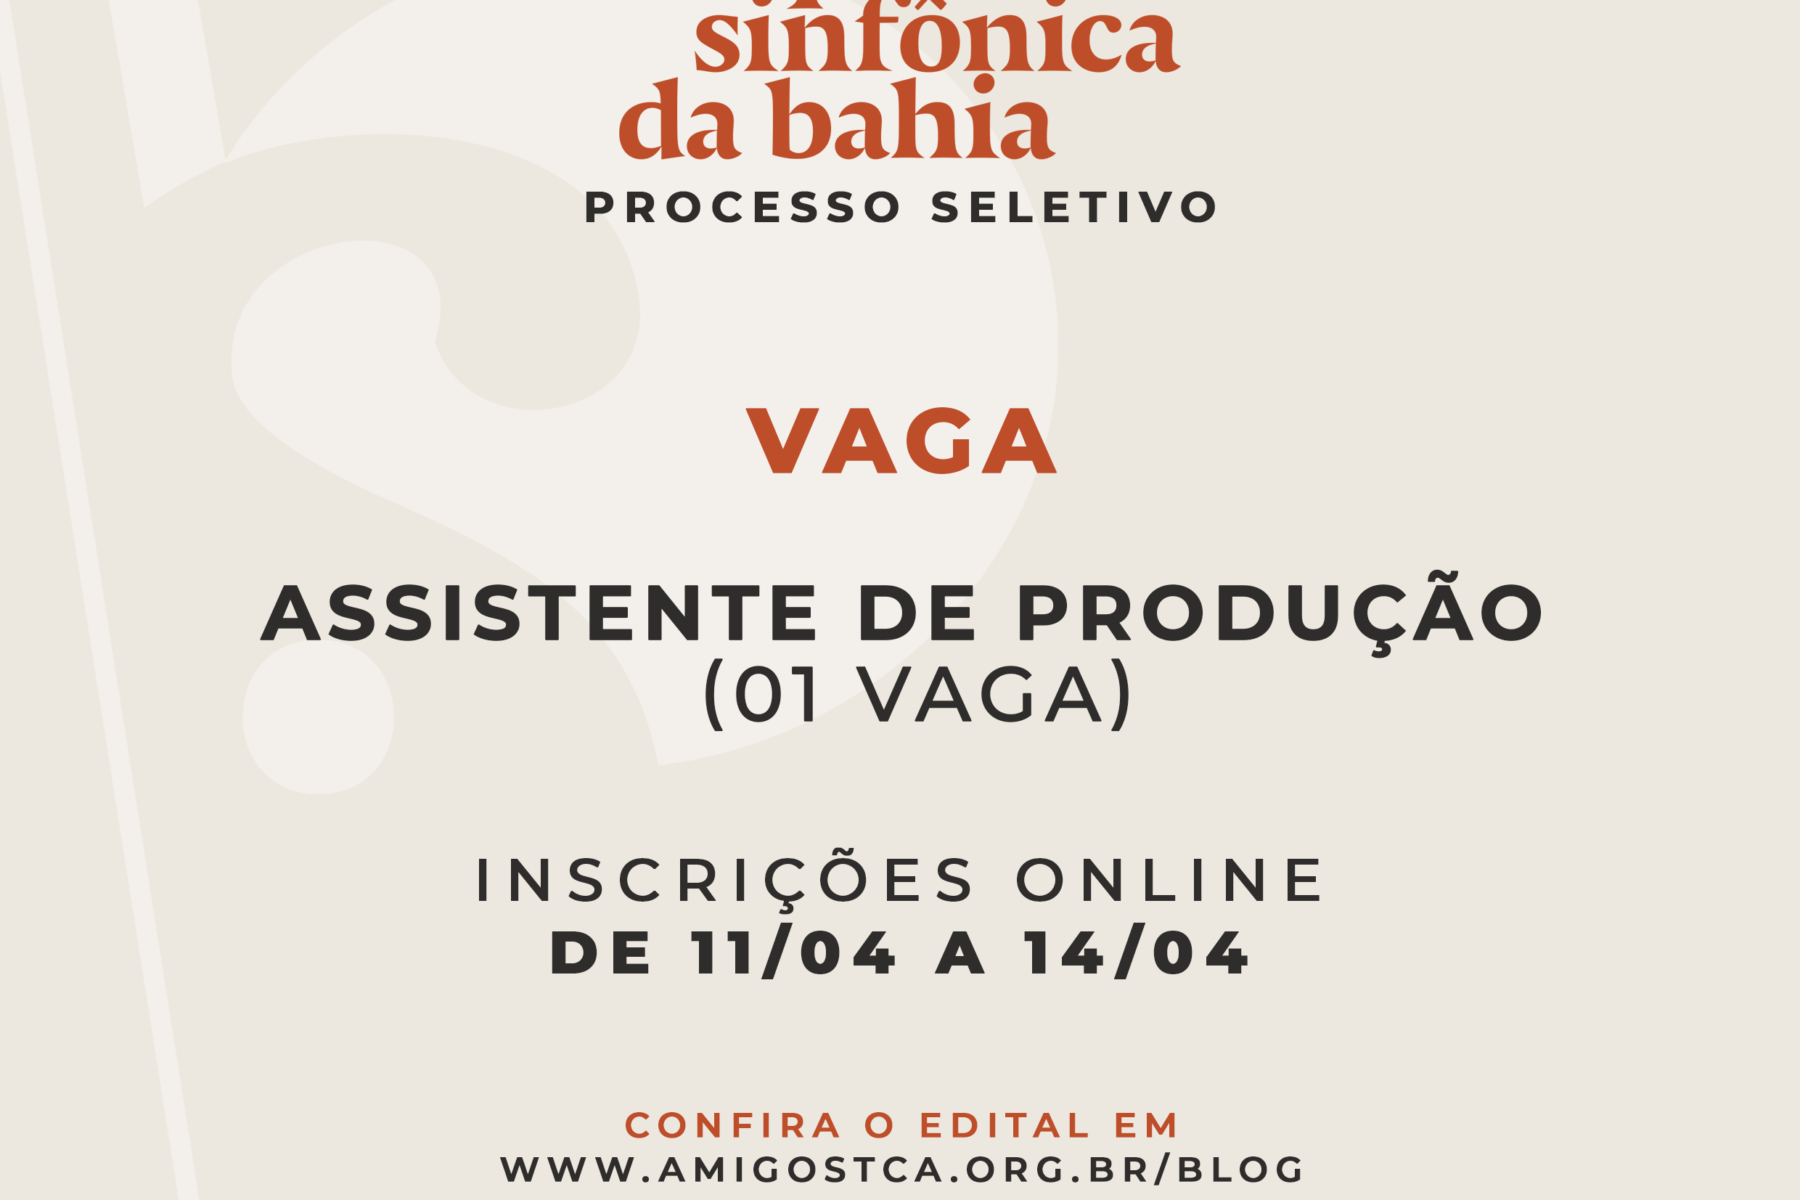 sinfônica
da bahia
PROCESSO SELETIVO
VAGA
ASSISTENTE DE PRODUÇÃO
(01 VAGA)
INSCRIÇÕES ONLINE
DE 11/04 A 14/04
CONFIRA O EDITAL EM
WWW.AMIGOSTCA.ORG.BR/BLOG